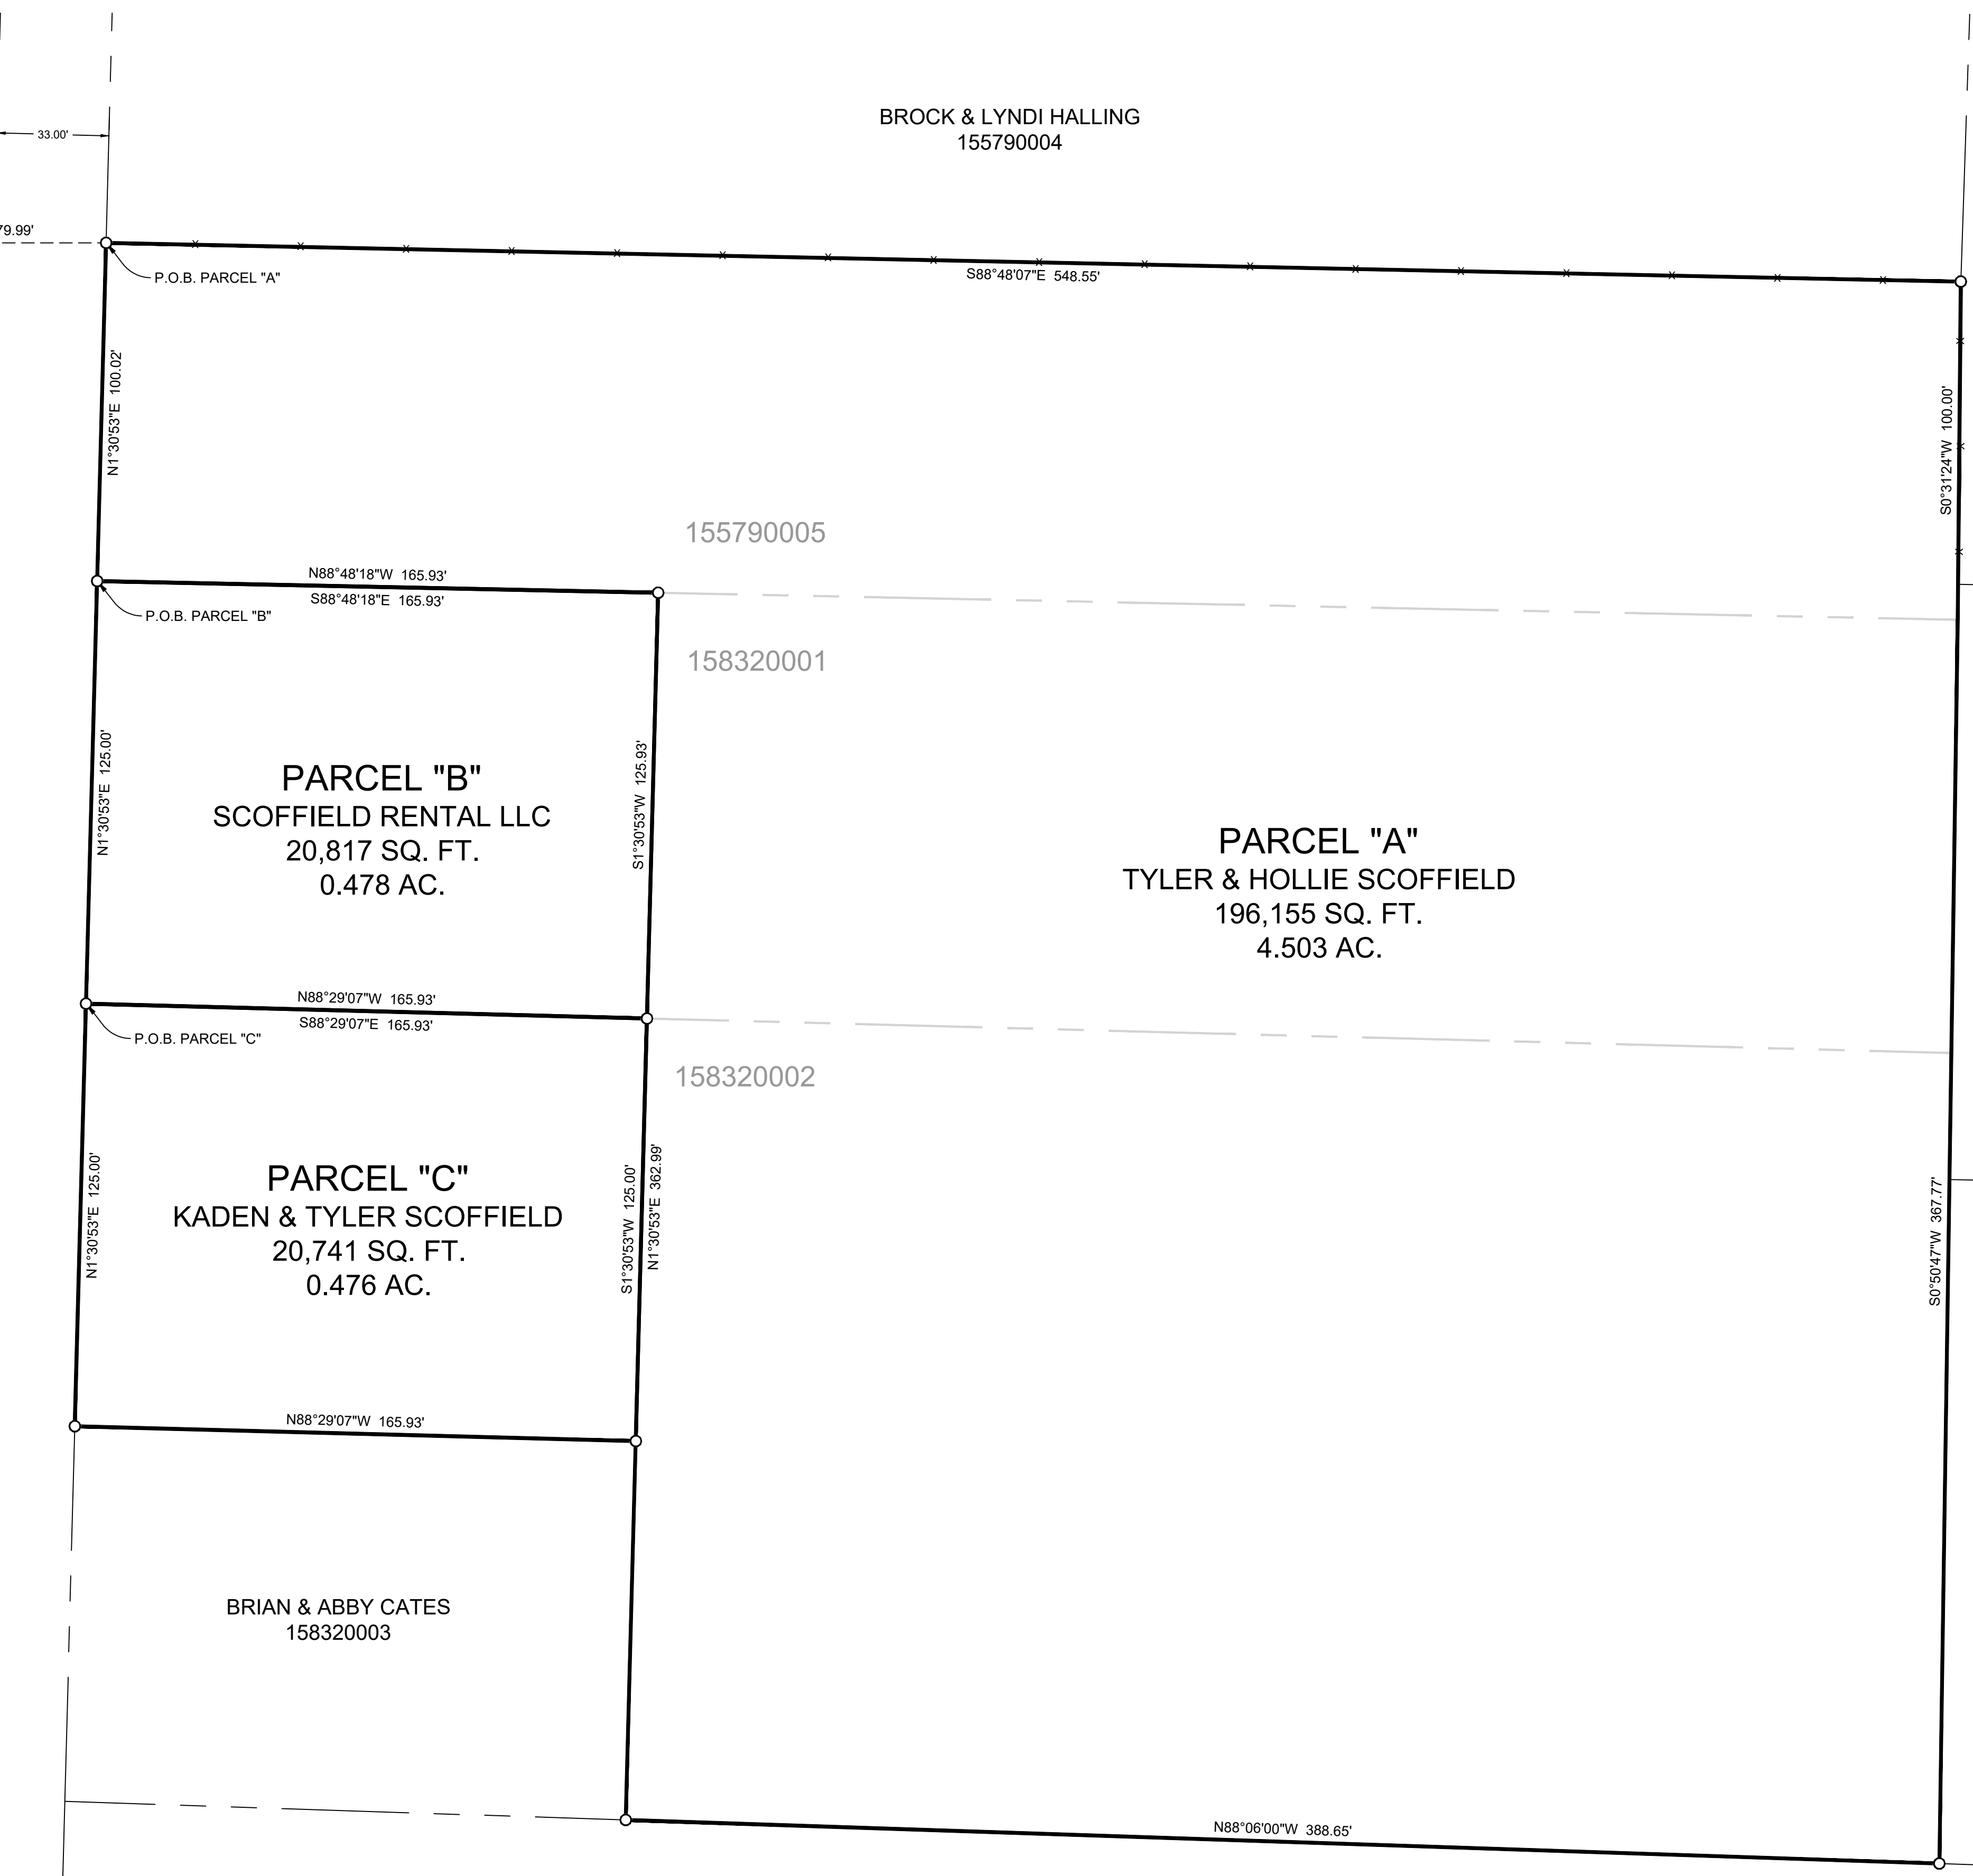 BROCK & LYNDI HALLING
155790004
33.00'
79.99'
P.O.B. PARCEL "A"
S88°48'07"E 548.55'
N1°30'53"E 100.02'
S0°31'24"W 100.00'
155790005
N88°48'18"W 165.93'
S88°48'18"E 165.93'
P.O.B. PARCEL "B"
158320001
N1°30'53"E 125.00'
PARCEL "B"
SCOFFIELD RENTAL LLC
20,817 SQ. FT.
0.478 AC.
S1°30'53"W 125.93'
PARCEL "A"
TYLER & HOLLIE SCOFFIELD
196,155 SQ. FT.
4.503 AC.
N88°29'07"W 165.93'
S88°29'07"E 165.93'
P.O.B. PARCEL "C"
158320002
N1°30'53"E 125.00'
PARCEL "C"
KADEN & TYLER SCOFFIELD
20,741 SQ. FT.
0.476 AC.
S1°30'53"W 125.00'
N1°30'53"E 362.99'
S0°50'47"W 367.77'
N88°29'07"W 165.93'
BRIAN & ABBY CATES
158320003
N88°06'00"W 388.65'